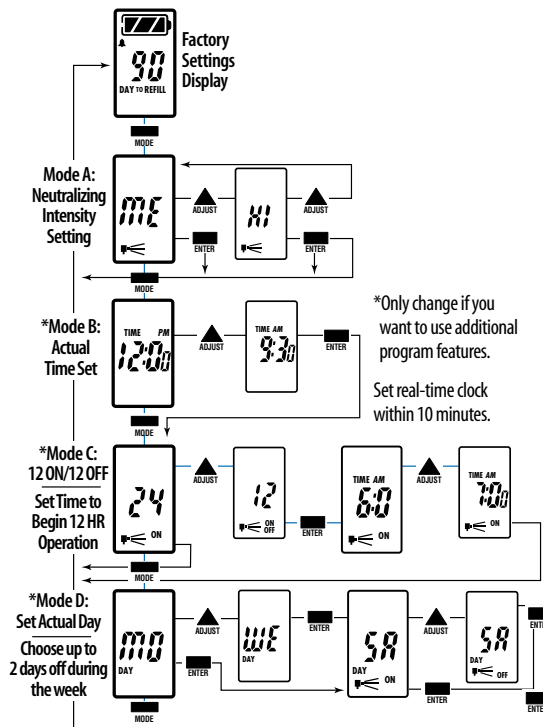 90
DAY TO REFILL
Factory
Settings
Display
MODE
Mode A:
Neutralizing
Intensity
Setting
ME
ADJUST
HI
ADJUST
ENTER
ENTER
MODE
*Mode B:
Actual
Time Set
TIME PM
12:00
ADJUST
TIME AM
9:30
ENTER
*Only change if you
want to use additional
program features.
Set real-time clock
within 10 minutes.
MODE
*Mode C:
12 ON/12 OFF
Set Time to
Begin 12 HR
Operation
24
ON
ADJUST
12
ON
OFF
ENTER
TIME AM
6:0
ON
ADJUST
TIME AM
7:00
ON
MODE
*Mode D:
Set Actual Day
Choose up to
2 days off during
the week
MO
DAY
ADJUST
WE
DAY
ENTER
ENTER
SA
DAY
ON
ADJUST
ENTER
SA
DAY
OFF
ENTE
ENTE
MODE